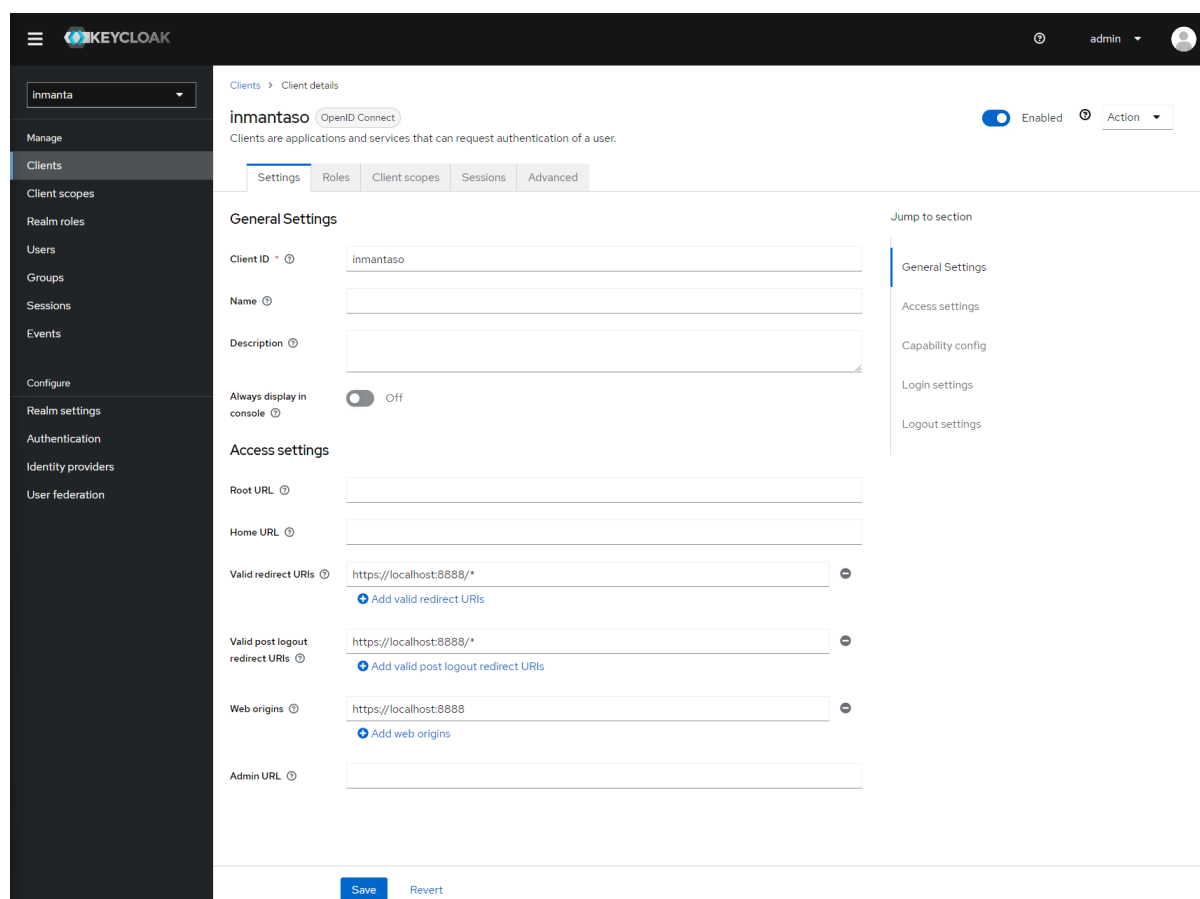 KEYCLOAK
admin
inmanta
Manage
Clients
Client scopes
Realm roles
Users
Groups
Sessions
Events
Configure
Realm settings
Authentication
Identity providers
User federation
Clients > Client details
inmantaso OpenID Connect
Enabled
Action
Clients are applications and services that can request authentication of a user.
Settings Roles Client scopes Sessions Advanced
General Settings
Client ID *
inmantaso
Name
Description
Always display in
console
Off
Access settings
Root URL
Home URL
Valid redirect URIs
https://localhost:8888/*
Add valid redirect URIs
Valid post logout
redirect URIs
https://localhost:8888/*
Add valid post logout redirect URIs
Web origins
https://localhost:8888
Add web origins
Admin URL
Save Revert
Jump to section
General Settings
Access settings
Capability config
Login settings
Logout settings